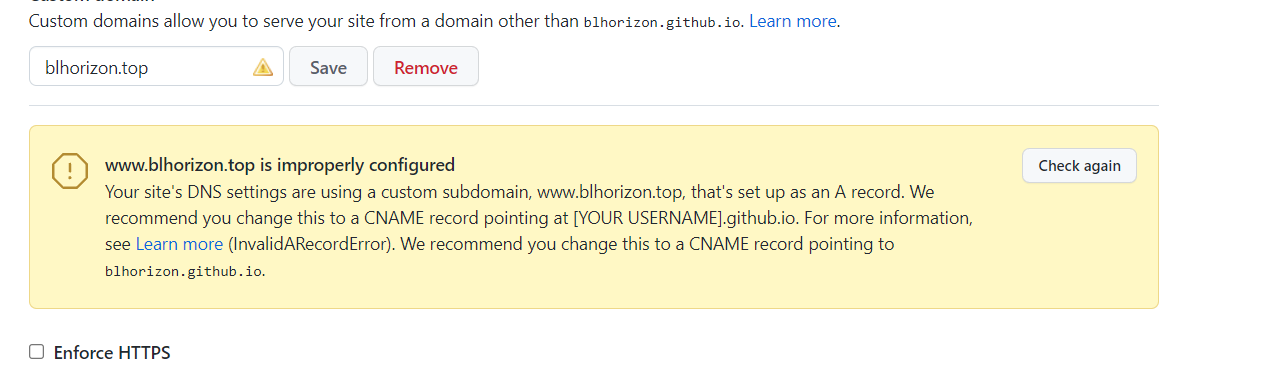 Custom domains allow you to serve your site from a domain other than blhorizon.github.io. Learn more.
blhorizon.top
Save
Remove
www.blhorizon.top is improperly configured
Check again
Your site's DNS settings are using a custom subdomain, www.blhorizon.top, that's set up as an A record. We
recommend you change this to a CNAME record pointing at [YOUR USERNAME].github.io. For more information,
see Learn more (InvalidARecordError). We recommend you change this to a CNAME record pointing to
blhorizon.github.io.
Enforce HTTPS